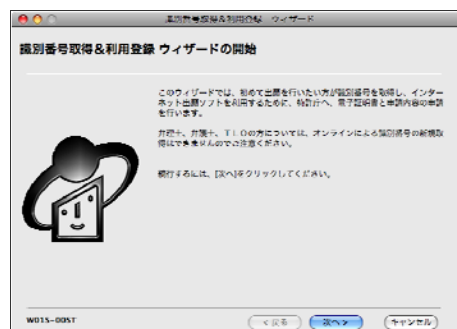 識別番号取得&利用登録 ウィザード
識別番号取得&利用登録 ウィザードの開始
このウィザードでは、初めて出願を行いたい方が識別番号を取得し、インター
ネット出願ソフトを利用するために、特許庁へ、電子証明書と申請内容の申請
を行います。
弁理士、弁護士、TLOの方については、オンラインによる識別番号の新規取
得はできませんのでご注意ください。
続行するには、[次へ]をクリックしてください。
W01S-00ST
< 戻る
次へ >
キャンセル